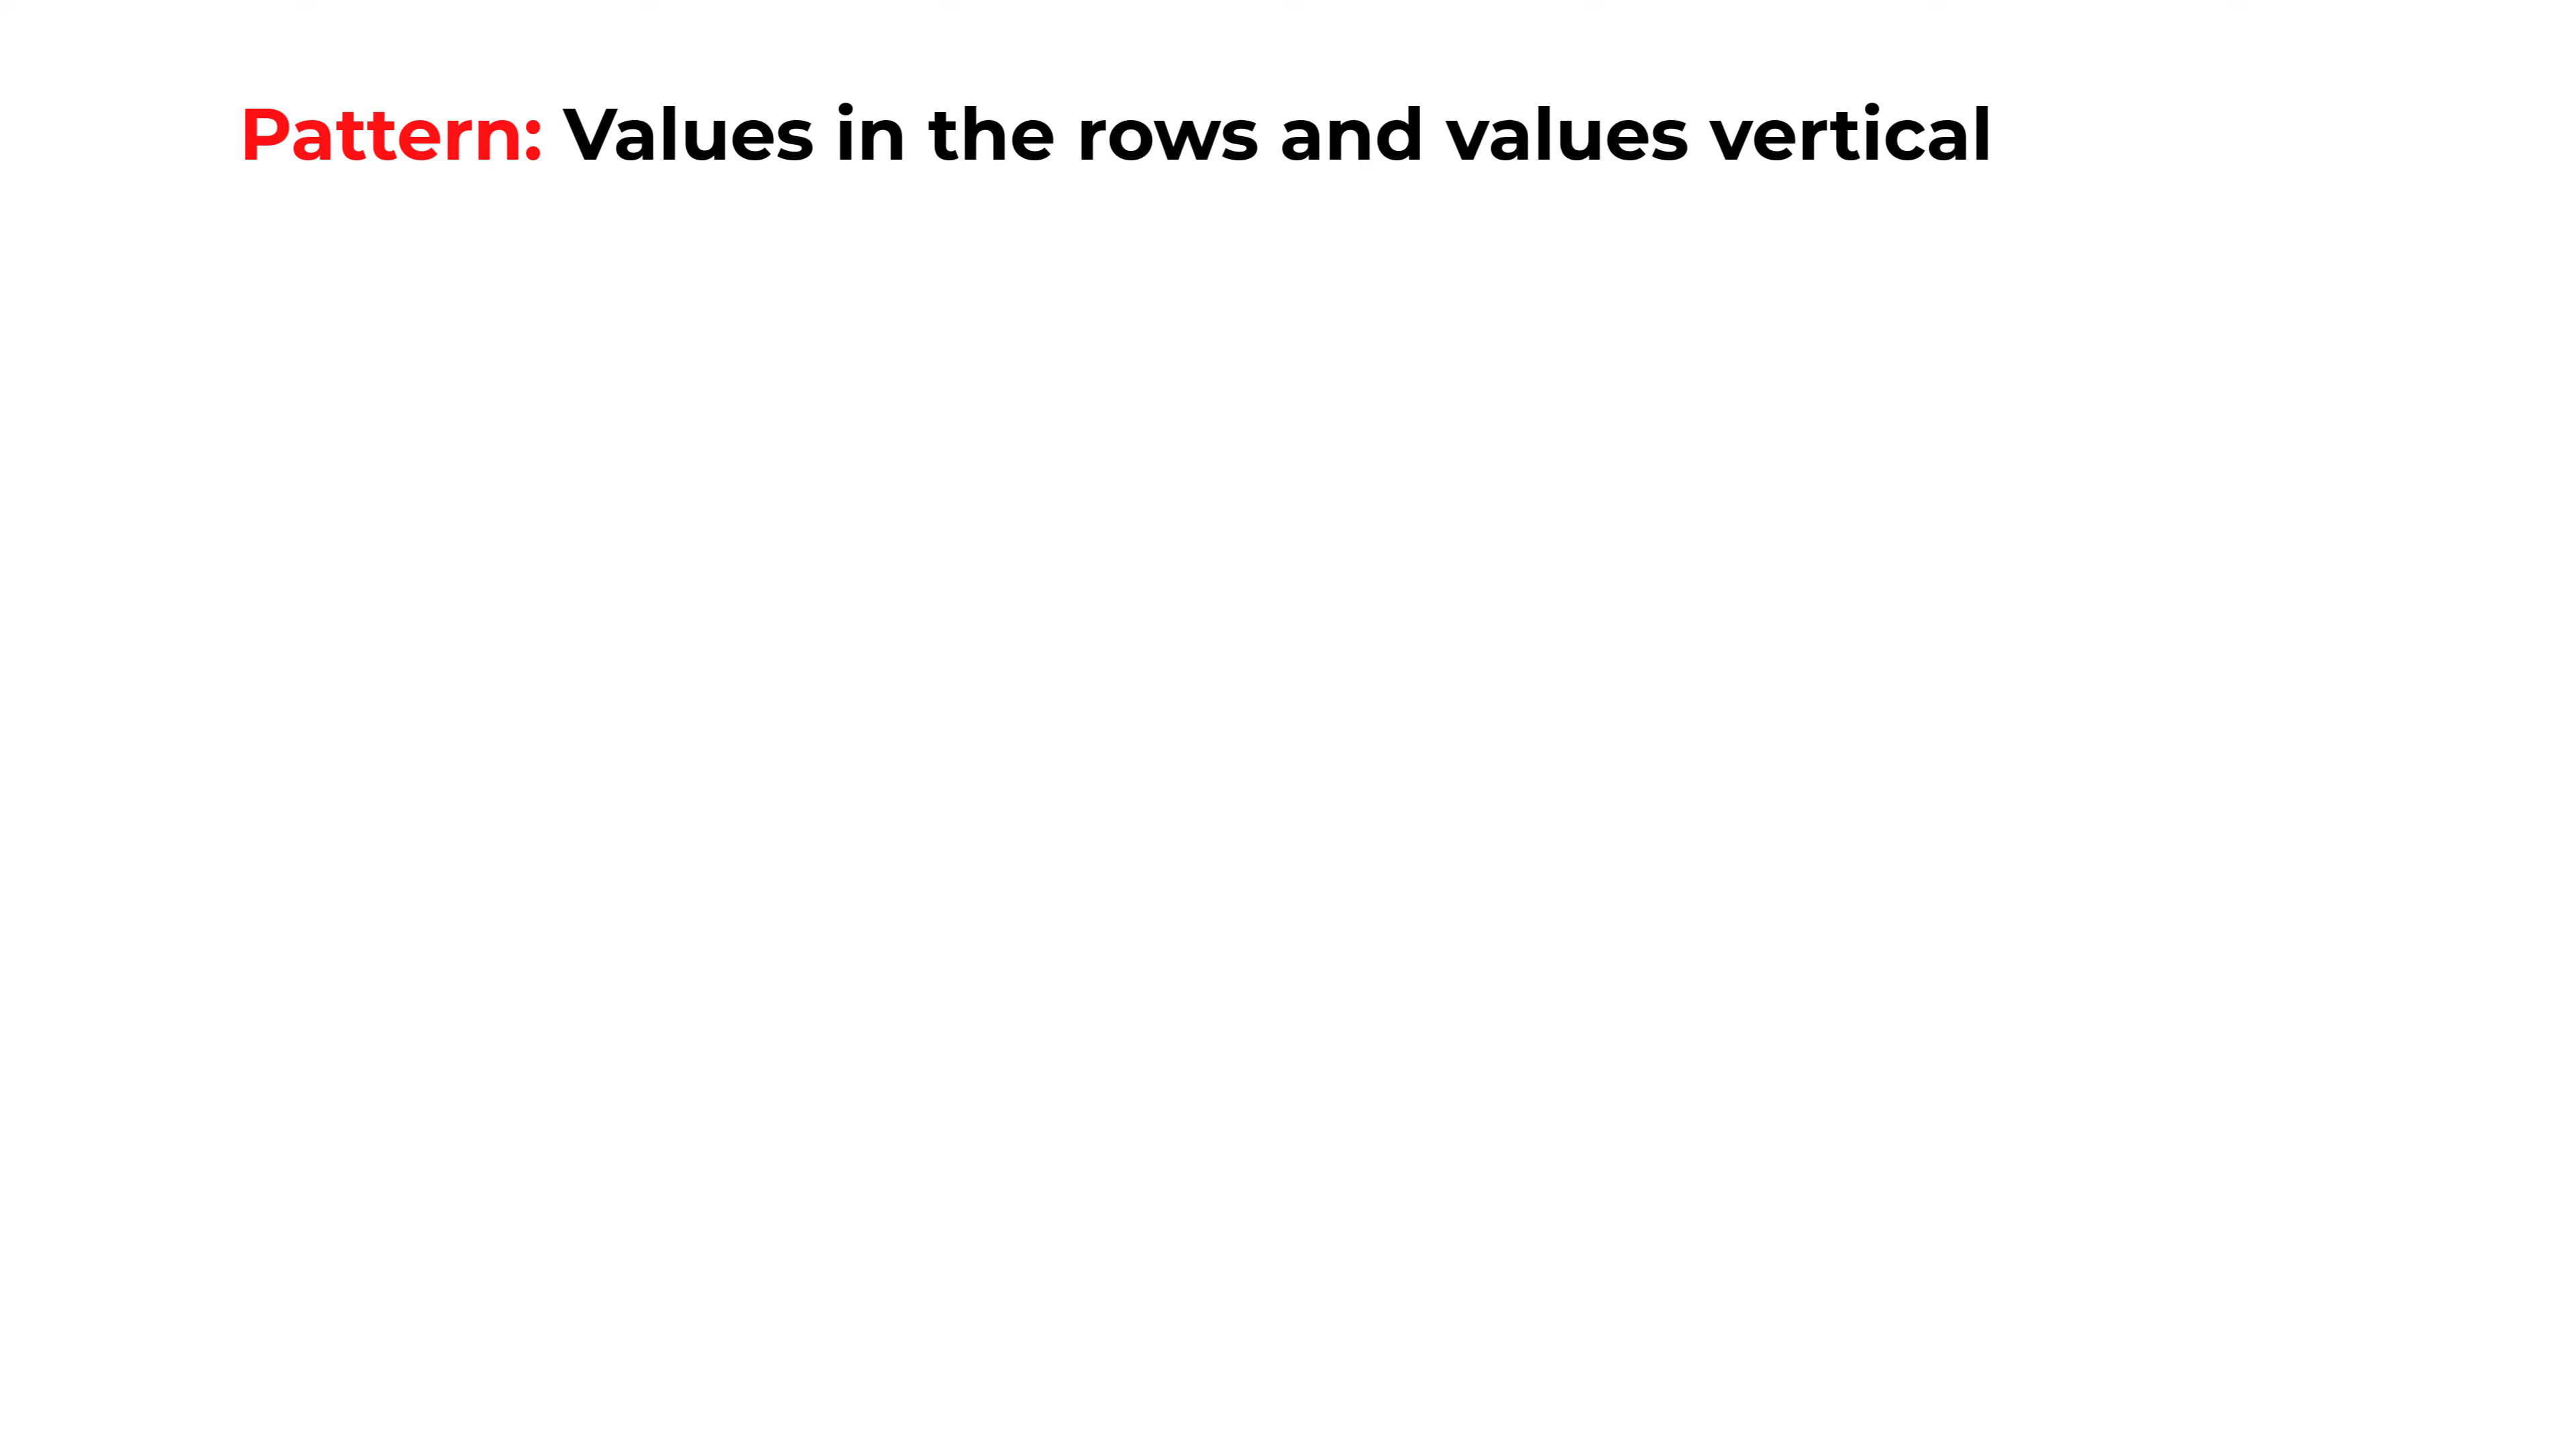 Pattern: Values in the rows and values vertical